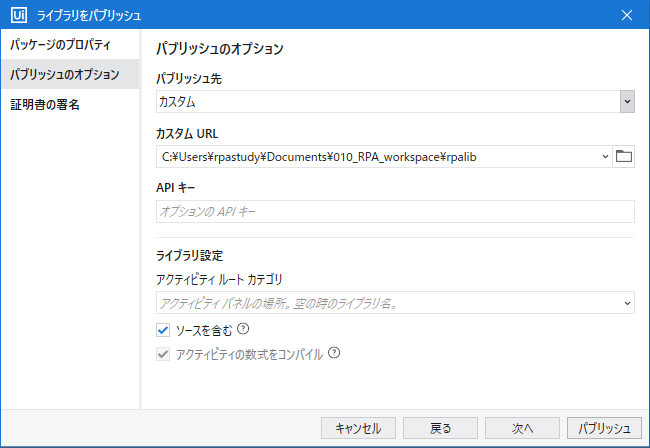 Ui ライブラリをパブリッシュ
パッケージのプロパティ
パブリッシュのオプション
証明書の署名
パブリッシュのオプション
パブリッシュ先
カスタム
カスタム URL
C:¥Users¥rpastudy¥Documents¥010_RPA_workspace¥rpalib
API キー
オプションの API キー
ライブラリ設定
アクティビティ ルート カテゴリ
アクティビティ パネルの場所。空の時のライブラリ名。
ソースを含む ?
アクティビティの数式をコンパイル ?
キャンセル 戻る 次へ パブリッシュ